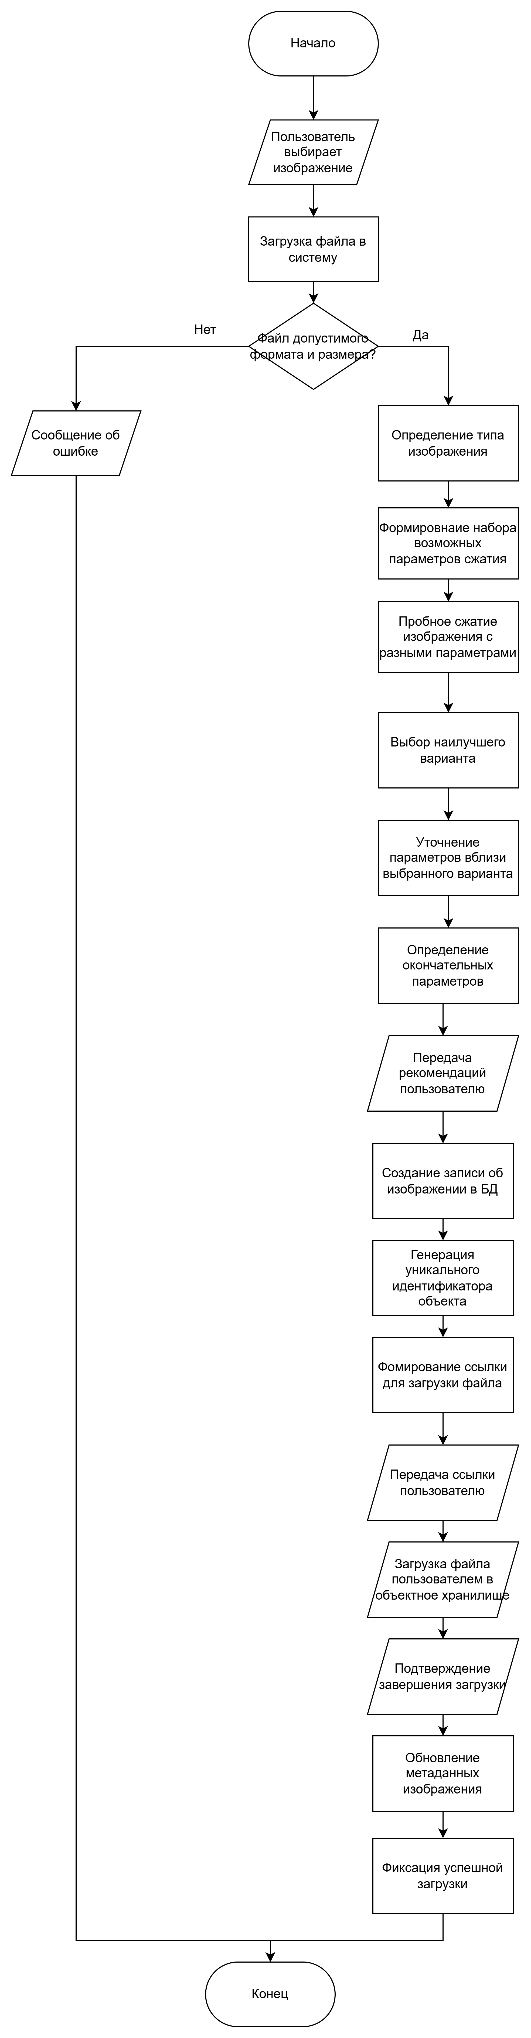 Начало
Пользователь
выбирает
изображение
Загрузка файла в
систему
Файл допустимого
формата и размера?
Нет
Да
Сообщение об
ошибке
Определение типа
изображения
Формировнаие набора
возможных
параметров сжатия
Пробное сжатие
изображения с
разными параметрами
Выбор наилучшего
варианта
Уточнение
параметров вблизи
выбранного варианта
Определение
окончательных
параметров
Передача
рекомендаций
пользователю
Создание записи об
изображении в БД
Генерация
уникального
идентификатора
объекта
Фомирование ссылки
для загрузки файла
Передача ссылки
пользователю
Загрузка файла
пользователем в
объектное хранилище
Подтверждение
завершения загрузки
Обновление
метаданных
изображения
Фиксация успешной
загрузки
Конец